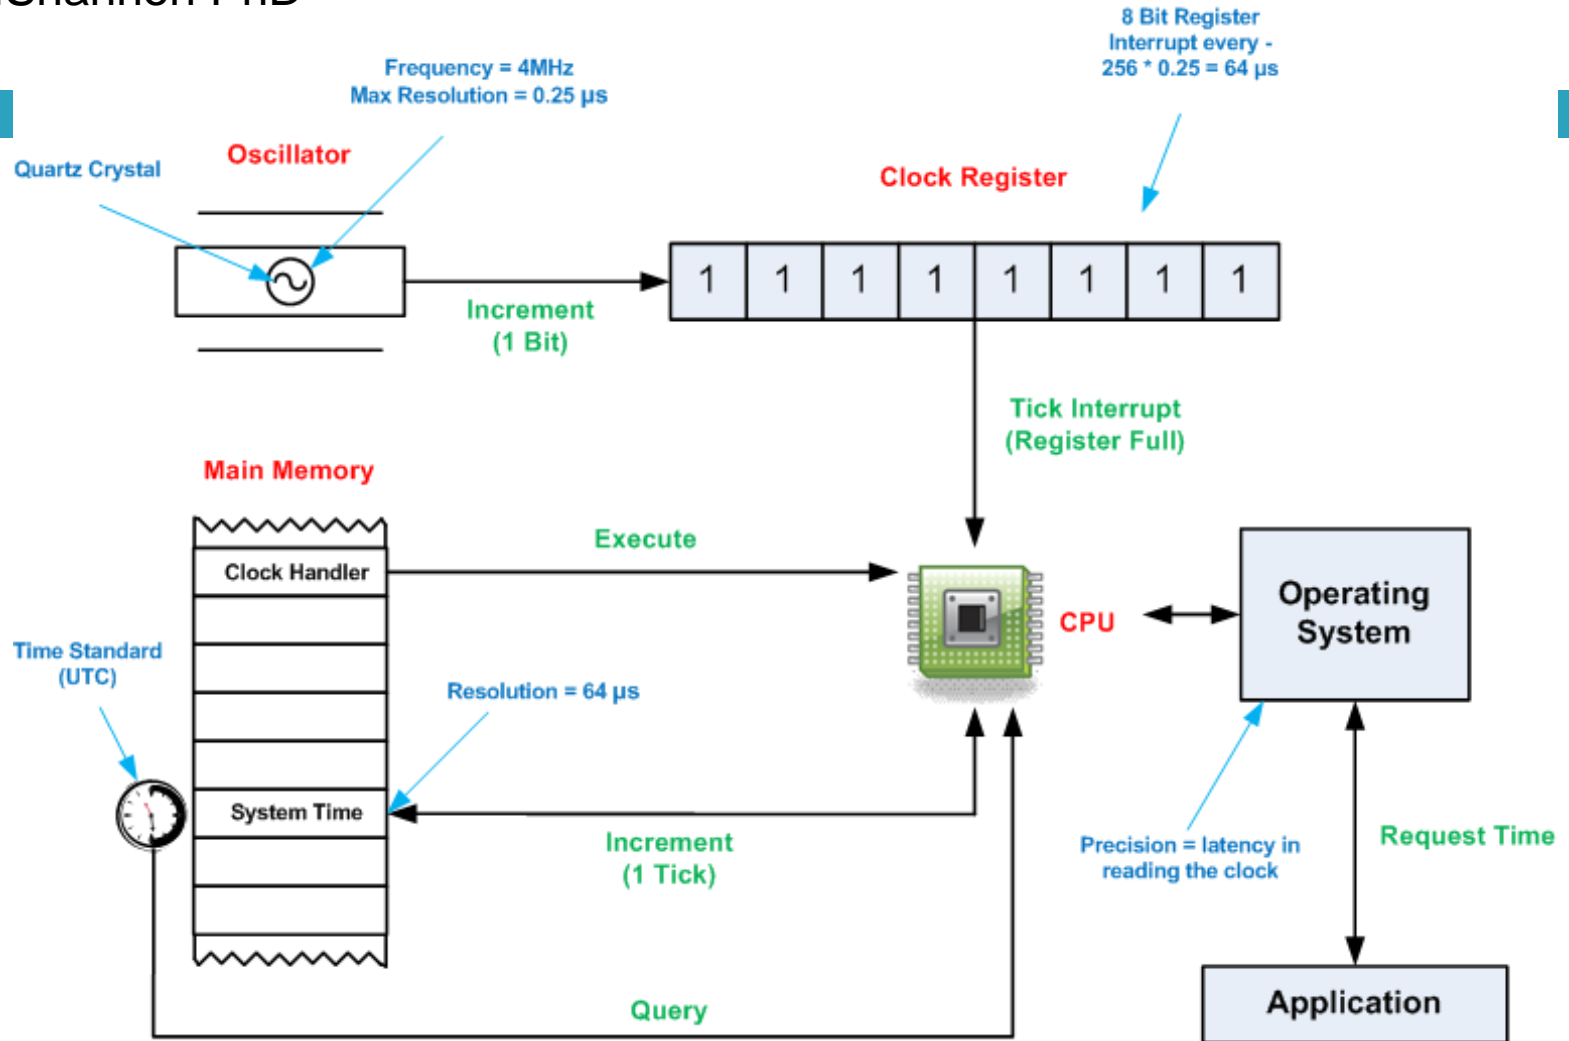 Shannon PhD
8 Bit Register
Interrupt every -
256 * 0.25 = 64 µs
Frequency = 4MHz
Max Resolution = 0.25 µs
Oscillator
Quartz Crystal
Clock Register
1 1 1 1 1 1 1 1
Increment
(1 Bit)
Tick Interrupt
(Register Full)
Main Memory
Execute
Clock Handler
Operating
System
CPU
Time Standard
(UTC)
Resolution = 64 µs
System Time
Increment
(1 Tick)
Precision = latency in
reading the clock
Request Time
Query
Application